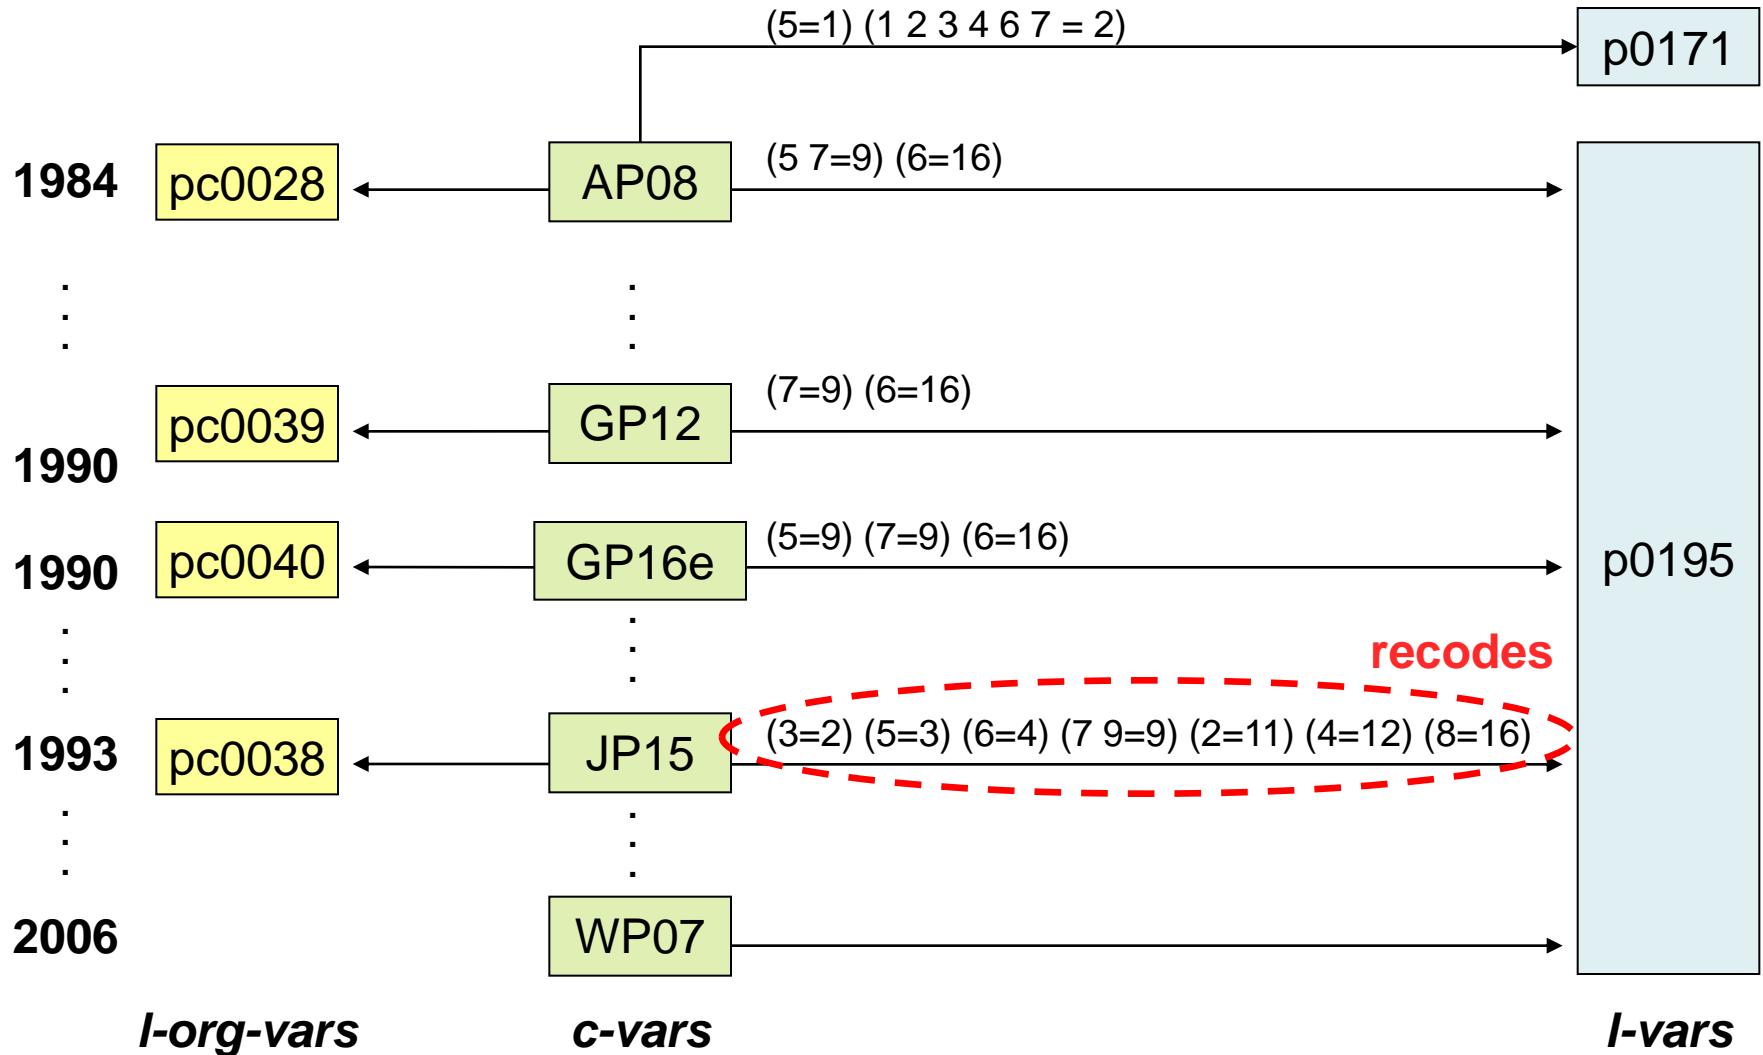 (5=1) (1 2 3 4 6 7 = 2)
p0171
1984
pc0028
AP08
(5 7=9) (6=16)
.
.
.
.
.
.
pc0039
GP12
(7=9) (6=16)
1990
1990
pc0040
GP16e
(5=9) (7=9) (6=16)
p0195
.
.
.
.
.
.
recodes
1993
pc0038
JP15
(3=2) (5=3) (6=4) (7 9=9) (2=11) (4=12) (8=16)
.
.
.
.
.
.
2006
WP07
l-org-vars
c-vars
l-vars